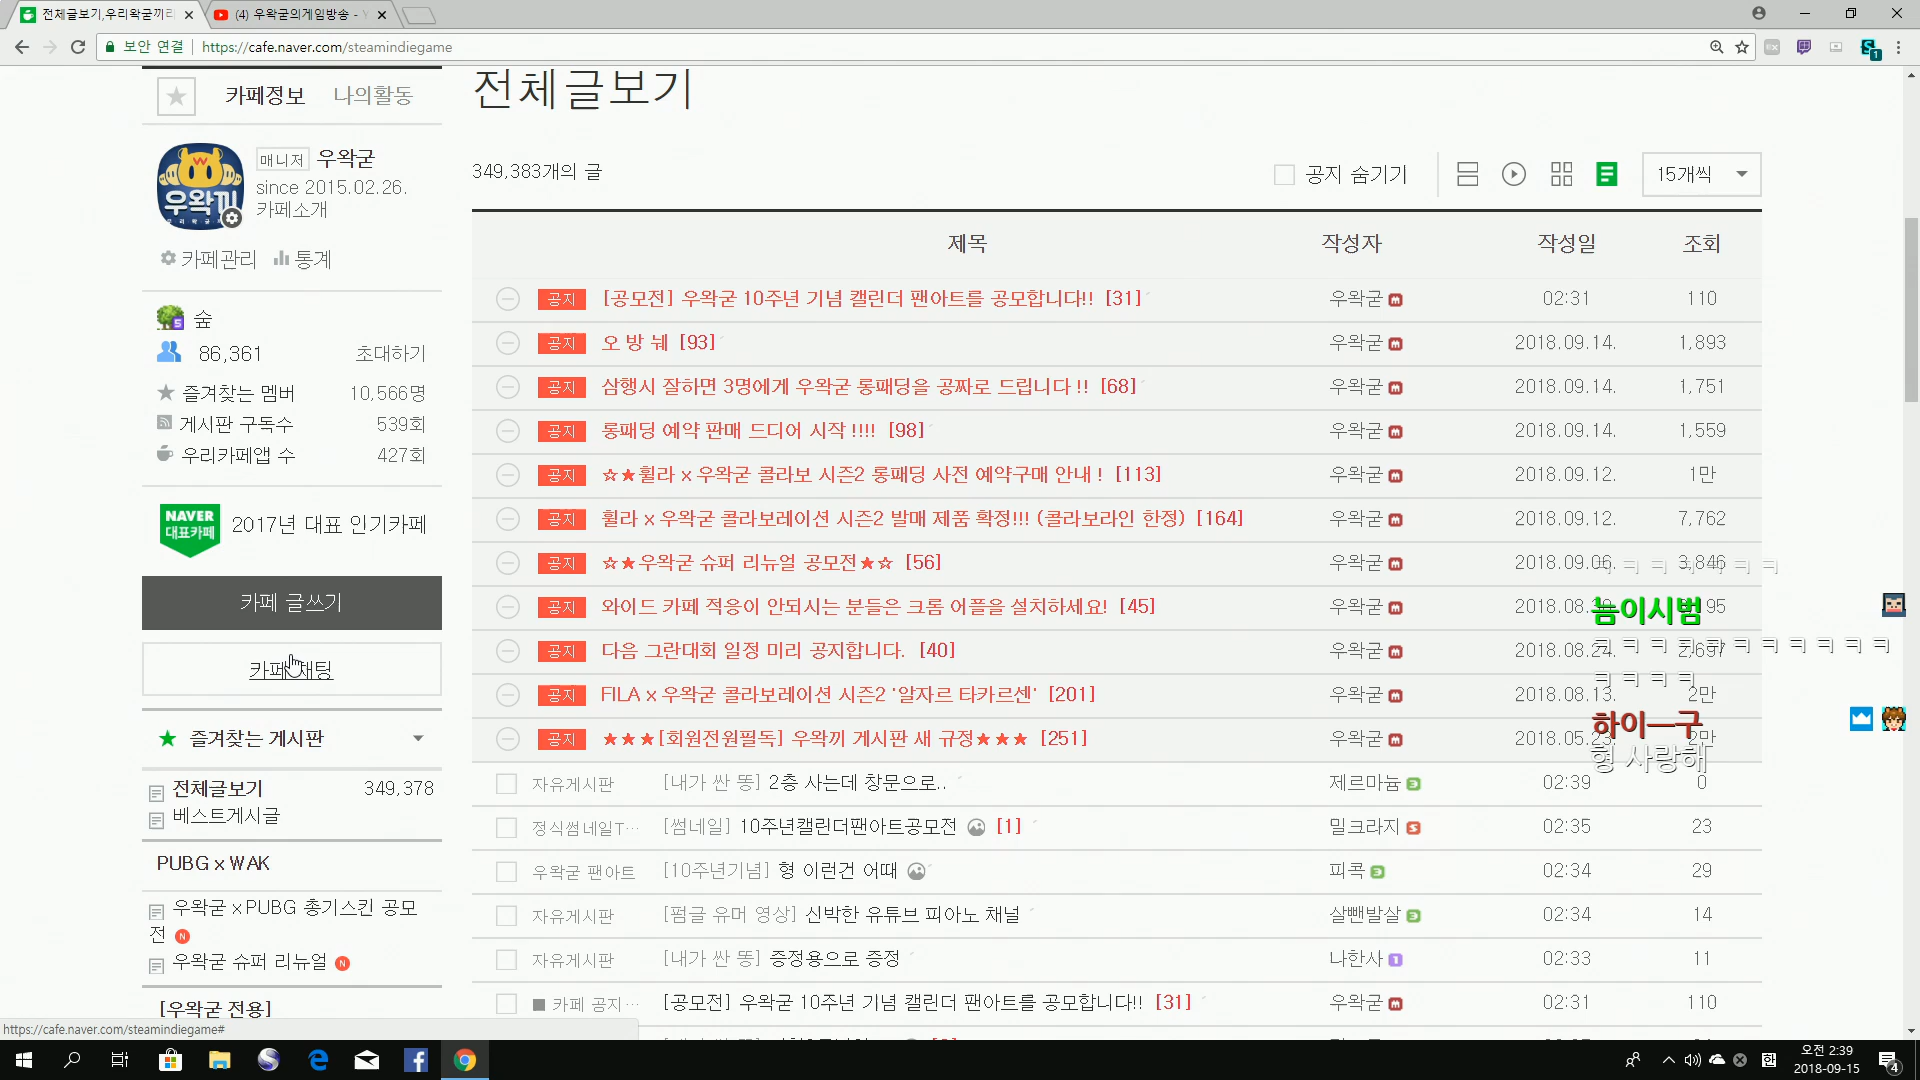 전체글보기,우리왁굳끼리
(4) 우왁굳의게임방송 - Y
보안 연결 https://cafe.naver.com/steamindiegame
카페정보 나의활동
매니저 우왁굳
since 2015.02.26.
카페소개
우왁끼
카페관리 통계
숲
86,361 초대하기
즐겨찾는 멤버 10,566명
게시판 구독수 539회
우리카페앱 수 427회
NAVER
대표카페
2017년 대표 인기카페
카페 글쓰기
카페 채팅
즐겨찾는 게시판
전체글보기 349,378
베스트게시글
PUBG x WAK
우왁굳 x PUBG 총기스킨 공모
전 N
우왁굳 슈퍼 리뉴얼 N
[우왁굳 전용]
전체글보기
349,383개의 글 공지 숨기기 15개씩
제목 작성자 작성일 조회
공지 [공모전] 우왁굳 10주년 기념 캘린더 팬아트를 공모합니다!! [31] 우왁굳 02:31 110
공지 오 방 눼 [93] 우왁굳 2018.09.14. 1,893
공지 삼행시 잘하면 3명에게 우왁굳 롱패딩을 공짜로 드립니다 !! [68] 우왁굳 2018.09.14. 1,751
공지 롱패딩 예약 판매 드디어 시작 !!!! [98] 우왁굳 2018.09.14. 1,559
공지 ☆★휠라 x 우왁굳 콜라보 시즌2 롱패딩 사전 예약구매 안내 ! [113] 우왁굳 2018.09.12. 1만
공지 휠라 x 우왁굳 콜라보레이션 시즌2 발매 제품 확정!!! (콜라보라인 한정) [164] 우왁굳 2018.09.12. 7,762
공지 ☆★우왁굳 슈퍼 리뉴얼 공모전★☆ [56] 우왁굳 2018.09.06. 3,846
공지 와이드 카페 적응이 안되시는 분들은 크롬 어플을 설치하세요! [45] 우왁굳 2018.08. 95
공지 다음 그란대회 일정 미리 공지합니다. [40] 우왁굳 2018.08.24. 2,697
공지 FILA x 우왁굳 콜라보레이션 시즌2 '알자르 타카르센' [201] 우왁굳 2018.08.13. 2만
공지 ★★★[회원전원필독] 우왁끼 게시판 새 규정★★★ [251] 우왁굳 2018.05.23. 2만
자유게시판 [내가 싼 똥] 2층 사는데 창문으로.. 제르마늄 02:39 0
정식썸네일T… [썸네일] 10주년캘린더팬아트공모전 [1] 밀크라지 02:35 23
우왁굳 팬아트 [10주년기념] 형 이런건 어때 피콕 02:34 29
자유게시판 [펌글 유머 영상] 신박한 유튜브 피아노 채널 살뺀발살 02:34 14
자유게시판 [내가 싼 똥] 증정용으로 증정 나한사 02:33 11
■ 카페 공지… [공모전] 우왁굳 10주년 기념 캘린더 팬아트를 공모합니다!! [31] 우왁굳 02:31 110
ㅋㅋㅋㅋㅋㅋㅋ
늠이시범
ㅋㅋㅋㅋㅋㅋㅋㅋㅋㅋㅋ
ㅋㅋㅋㅋ
하이—구
형 사랑해
https://cafe.naver.com/steamindiegame#
한
오전 2:39
2018-09-15
4